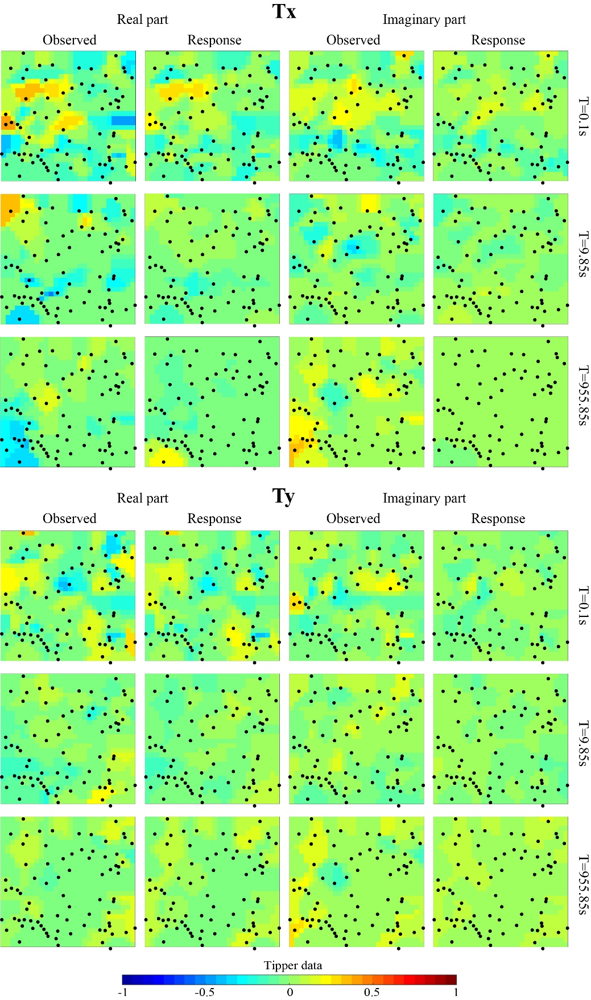 Tx
Real part Imaginary part
Observed Response Observed Response
T=0.1s
T=9.85s
T=955.85s
Ty
Real part Imaginary part
Observed Response Observed Response
T=0.1s
T=9.85s
T=955.85s
Tipper data
-1 -0.5 0 0.5 1